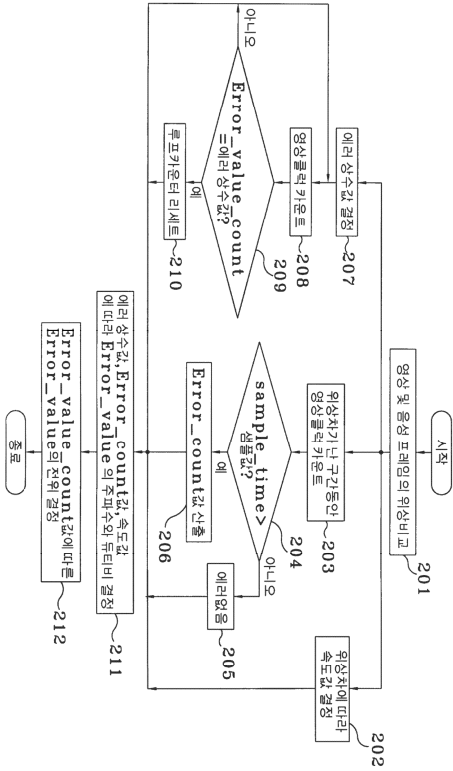 시작
영상 및 음성 프레임의 위상비교
201
위상차에 따라
속도값 결정
202
위상차가 난 구간동안
영상클럭 카운트
203
sample_time>
샘플값?
204
아니오
예
에러없음
205
Error_count값 산출
206
에러 상수값 결정
207
영상클럭 카운트
208
Error_value_count
=에러 상수값?
209
아니오
예
루프카운터 리세트
210
에러 상수값, Error_count값, 속도값
에 따라 Error_value의 주파수와 듀티비 결정
211
Error_value_count값에 따른
Error_value의 전위 결정
212
종료